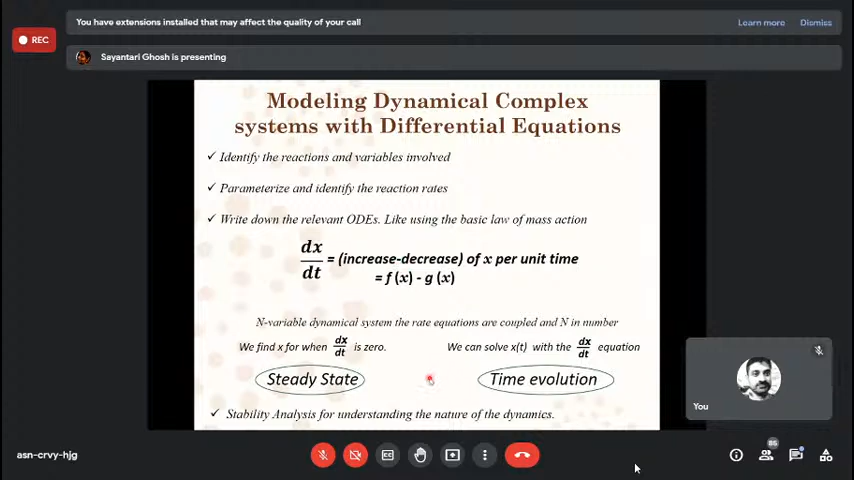 You have extensions installed that may affect the quality of your call
Learn more
Dismiss
REC
Sayantari Ghosh is presenting
Modeling Dynamical Complex
systems with Differential Equations
✓ Identify the reactions and variables involved
✓ Parameterize and identify the reaction rates
✓ Write down the relevant ODEs. Like using the basic law of mass action
dx/dt = (increase-decrease) of x per unit time
= f (x) - g (x)
N-variable dynamical system the rate equations are coupled and N in number
We find x for when dx/dt is zero.
We can solve x(t) with the dx/dt equation
Steady State
Time evolution
✓ Stability Analysis for understanding the nature of the dynamics.
You
asn-crvy-hjg
86